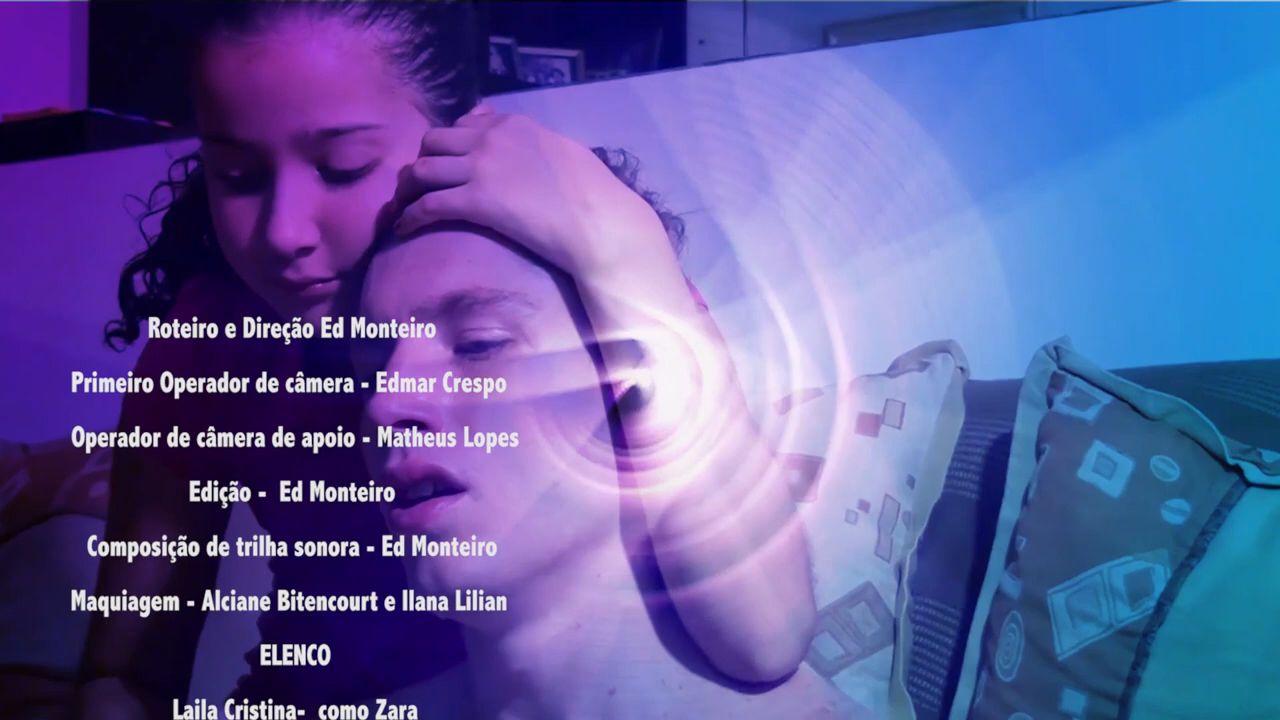 Roteiro e Direção Ed Monteiro
Primeiro Operador de câmera - Edmar Crespo
Operador de câmera de apoio - Matheus Lopes
Edição - Ed Monteiro
Composição de trilha sonora - Ed Monteiro
Maquiagem - Alciane Bitencourt e Ilana Lilian
ELENCO
Laila Cristina- como Zara